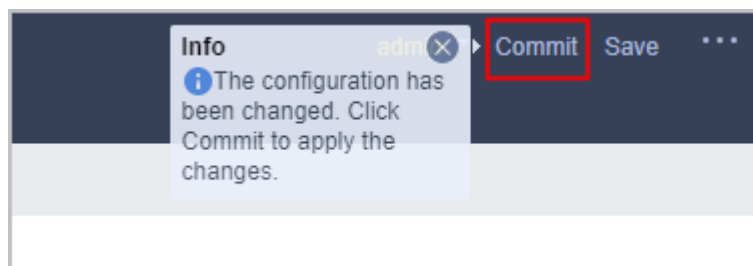 Info
Commit
Save
...
The configuration has
been changed. Click
Commit to apply the
changes.